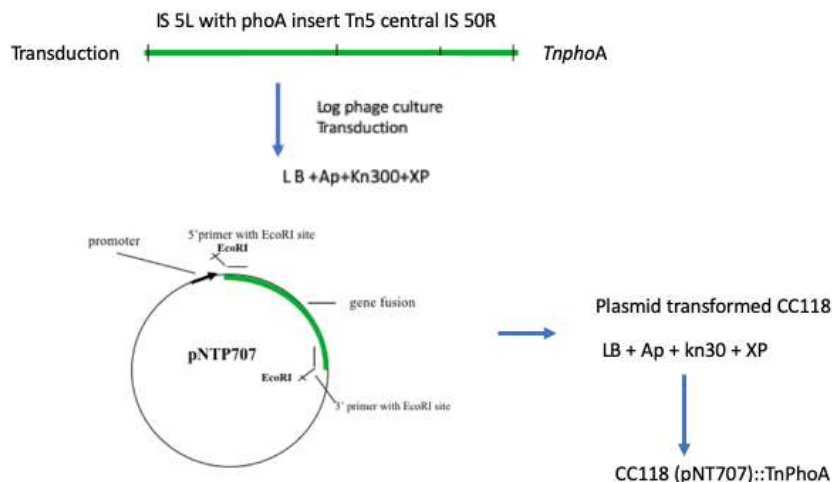 IS 5L with phoA insert Tn5 central IS 50R
Transduction
TnphoA
Log phage culture
Transduction
L B +Ap+Kn300+XP
5'primer with EcoRI site
EcoRI
promoter
gene fusion
pNTP707
EcoRI
3' primer with EcoRI site
Plasmid transformed CC118
LB + Ap + kn30 + XP
CC118 (pNT707)::TnPhoA